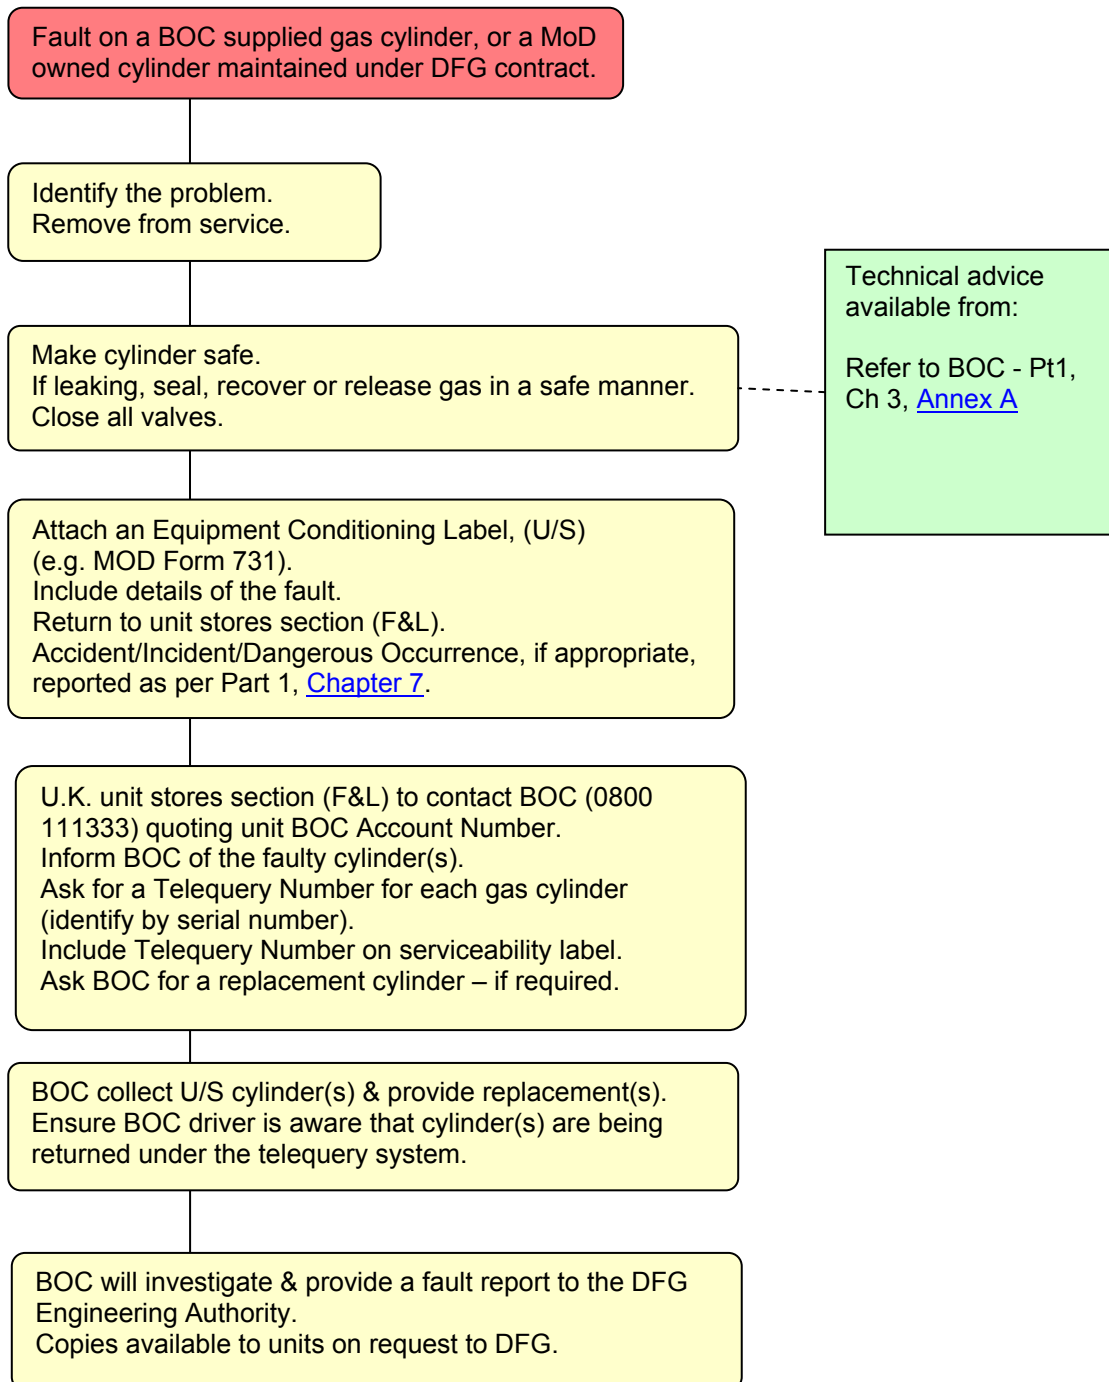 Fault on a BOC supplied gas cylinder, or a MoD
owned cylinder maintained under DFG contract.
Identify the problem.
Remove from service.
Make cylinder safe.
If leaking, seal, recover or release gas in a safe manner.
Close all valves.
Technical advice
available from:
Refer to BOC - Pt1,
Ch 3, Annex A
Attach an Equipment Conditioning Label, (U/S)
(e.g. MOD Form 731).
Include details of the fault.
Return to unit stores section (F&L).
Accident/Incident/Dangerous Occurrence, if appropriate,
reported as per Part 1, Chapter 7.
U.K. unit stores section (F&L) to contact BOC (0800
111333) quoting unit BOC Account Number.
Inform BOC of the faulty cylinder(s).
Ask for a Telequery Number for each gas cylinder
(identify by serial number).
Include Telequery Number on serviceability label.
Ask BOC for a replacement cylinder – if required.
BOC collect U/S cylinder(s) & provide replacement(s).
Ensure BOC driver is aware that cylinder(s) are being
returned under the telequery system.
BOC will investigate & provide a fault report to the DFG
Engineering Authority.
Copies available to units on request to DFG.